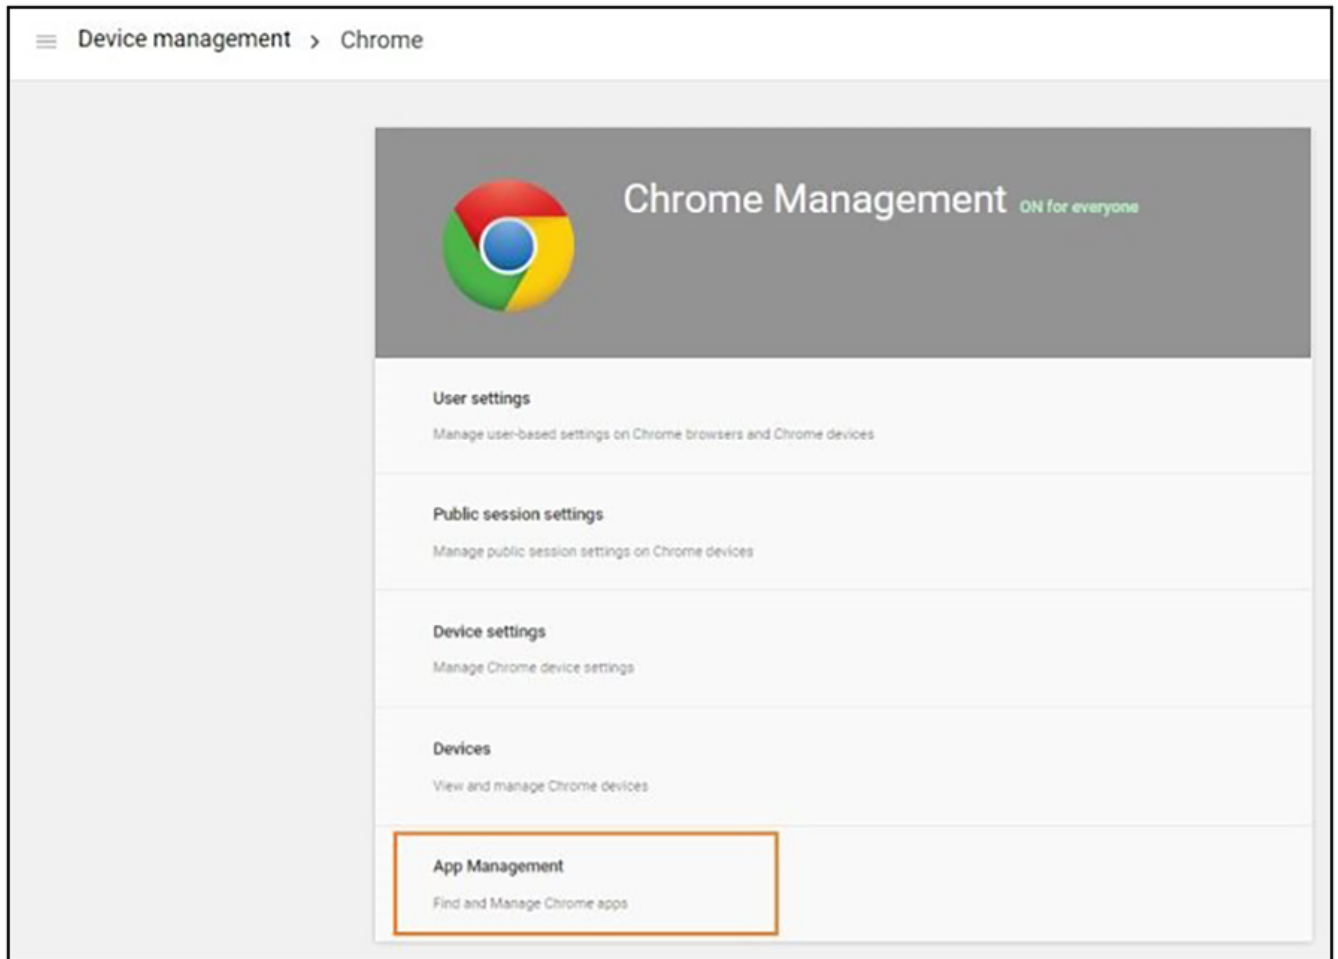 Device management > Chrome
Chrome Management ON for everyone
User settings
Manage user-based settings on Chrome browsers and Chrome devices
Public session settings
Manage public session settings on Chrome devices
Device settings
Manage Chrome device settings
Devices
View and manage Chrome devices
App Management
Find and Manage Chrome apps